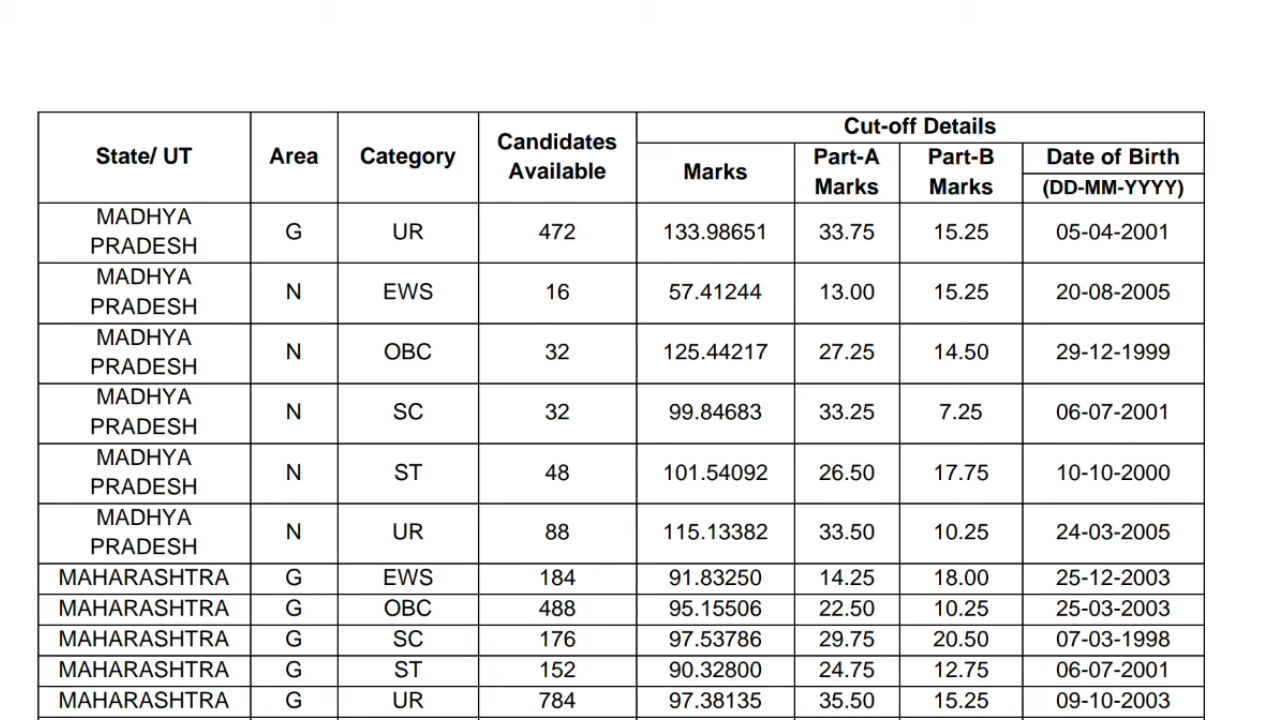 State/ UT Area Category Candidates Available Cut-off Details
Marks Part-A Marks Part-B Marks Date of Birth
(DD-MM-YYYY)
MADHYA PRADESH G UR 472 133.98651 33.75 15.25 05-04-2001
MADHYA PRADESH N EWS 16 57.41244 13.00 15.25 20-08-2005
MADHYA PRADESH N OBC 32 125.44217 27.25 14.50 29-12-1999
MADHYA PRADESH N SC 32 99.84683 33.25 7.25 06-07-2001
MADHYA PRADESH N ST 48 101.54092 26.50 17.75 10-10-2000
MADHYA PRADESH N UR 88 115.13382 33.50 10.25 24-03-2005
MAHARASHTRA G EWS 184 91.83250 14.25 18.00 25-12-2003
MAHARASHTRA G OBC 488 95.15506 22.50 10.25 25-03-2003
MAHARASHTRA G SC 176 97.53786 29.75 20.50 07-03-1998
MAHARASHTRA G ST 152 90.32800 24.75 12.75 06-07-2001
MAHARASHTRA G UR 784 97.38135 35.50 15.25 09-10-2003